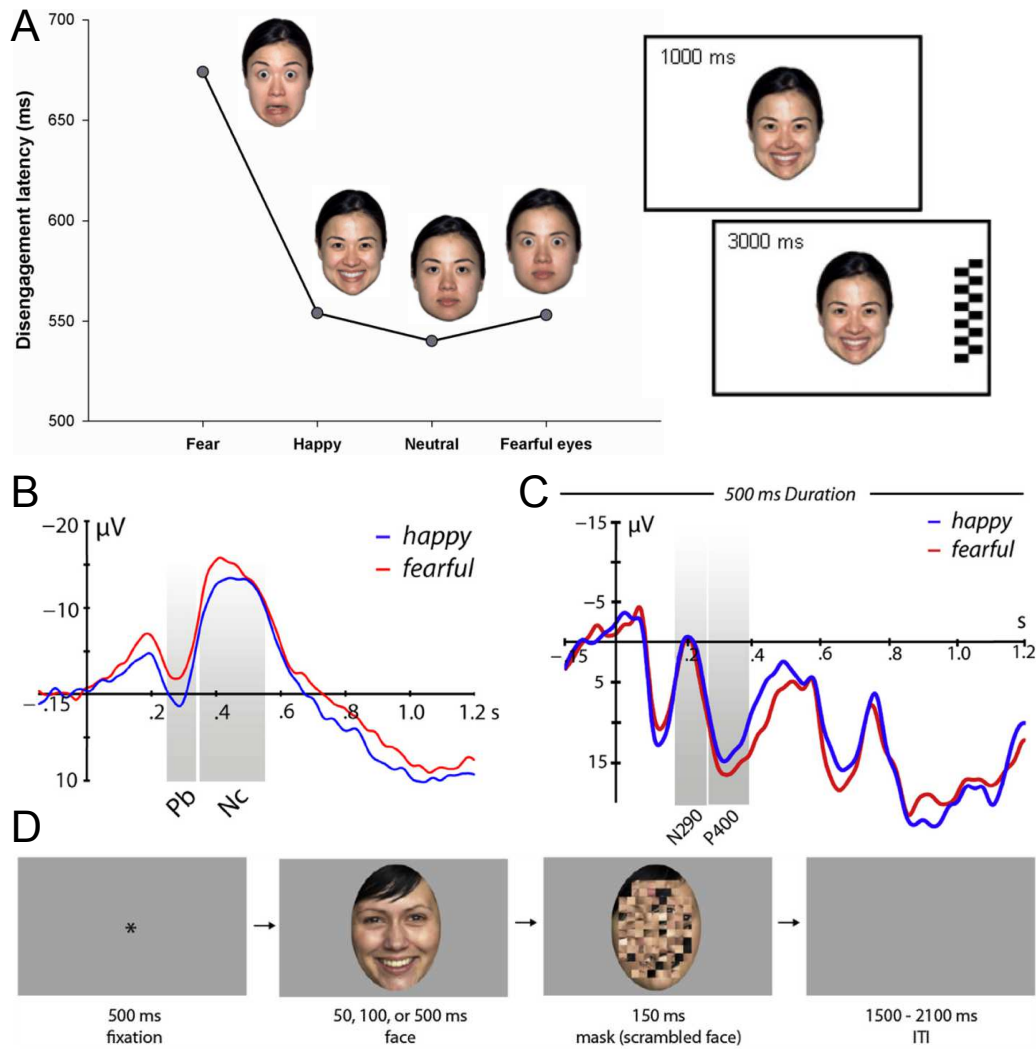 A
700
650
600
550
500
Disengagement latency (ms)
Fear
Happy
Neutral
Fearful eyes
1000 ms
3000 ms
B
−20
µV
−10
10
happy
fearful
−.15
.2
.4
.6
.8
1.0
1.2 s
Pb
Nc
C
500 ms Duration
−15
µV
−5
5
15
happy
fearful
s
−.15
.2
.4
.6
.8
1.0
1.2
N290
P400
D
*
500 ms
fixation
50, 100, or 500 ms
face
150 ms
mask (scrambled face)
1500 - 2100 ms
ITI